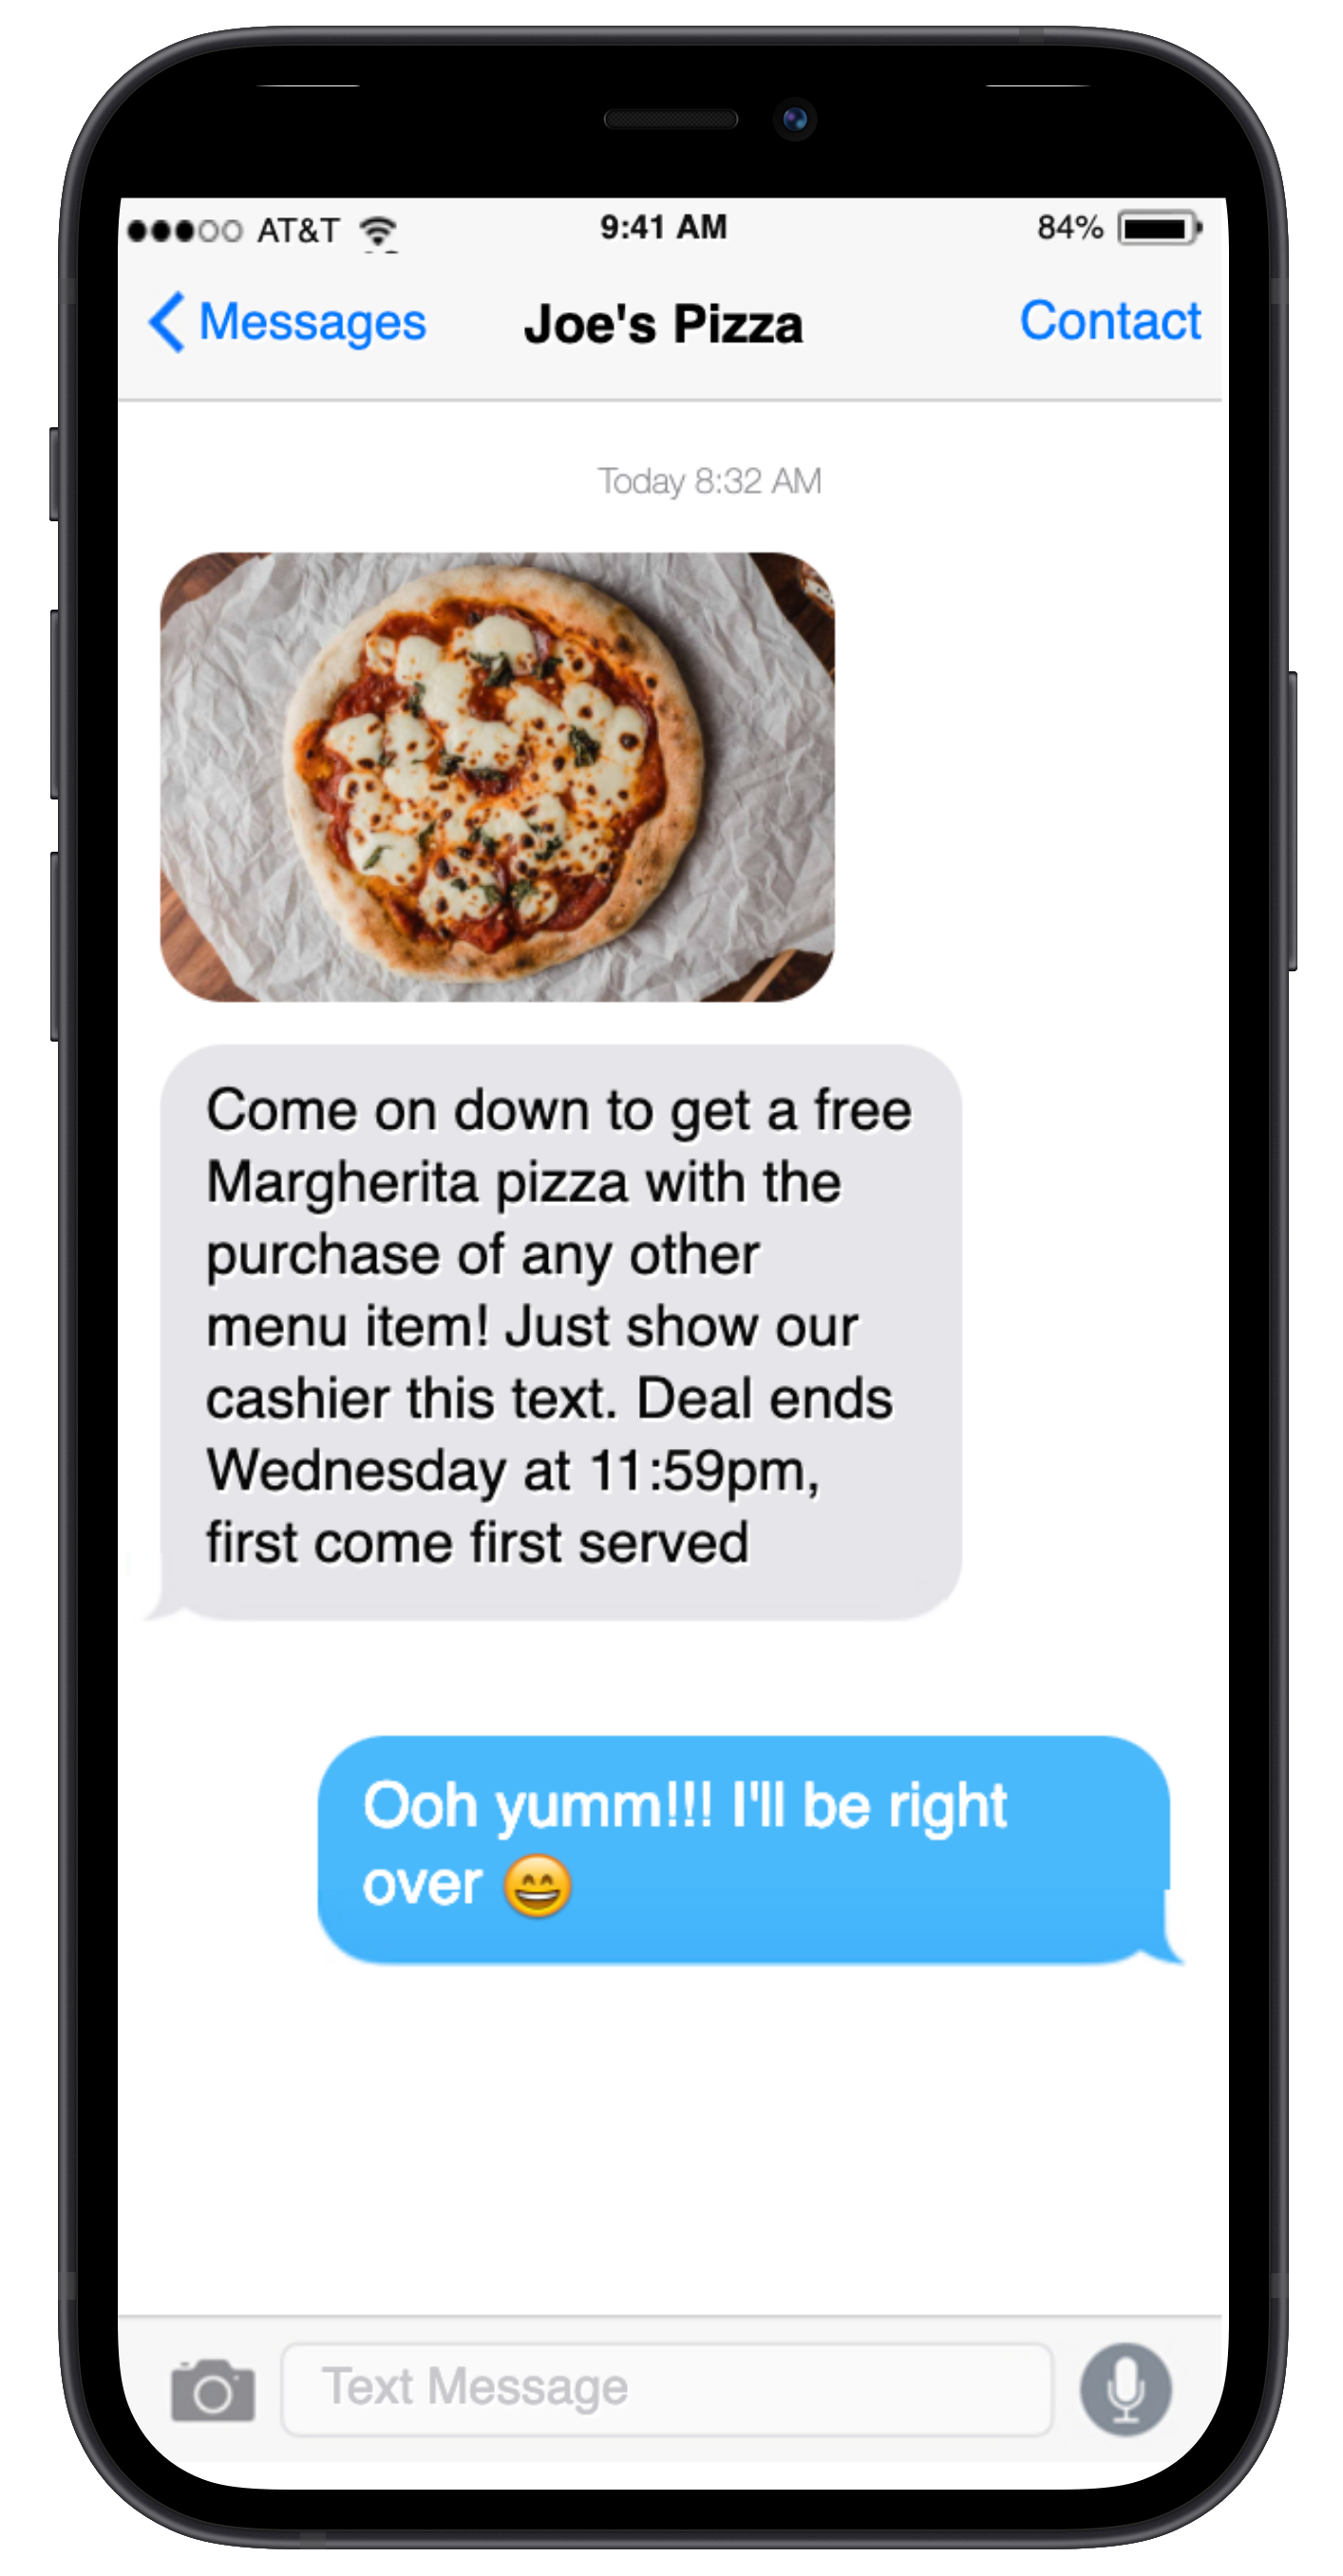 AT&T 9:41 AM 84%
Messages Joe's Pizza Contact
Today 8:32 AM
Come on down to get a free
Margherita pizza with the
purchase of any other
menu item! Just show our
cashier this text. Deal ends
Wednesday at 11:59pm,
first come first served
Ooh yumm!!! I'll be right
over 😄
Text Message